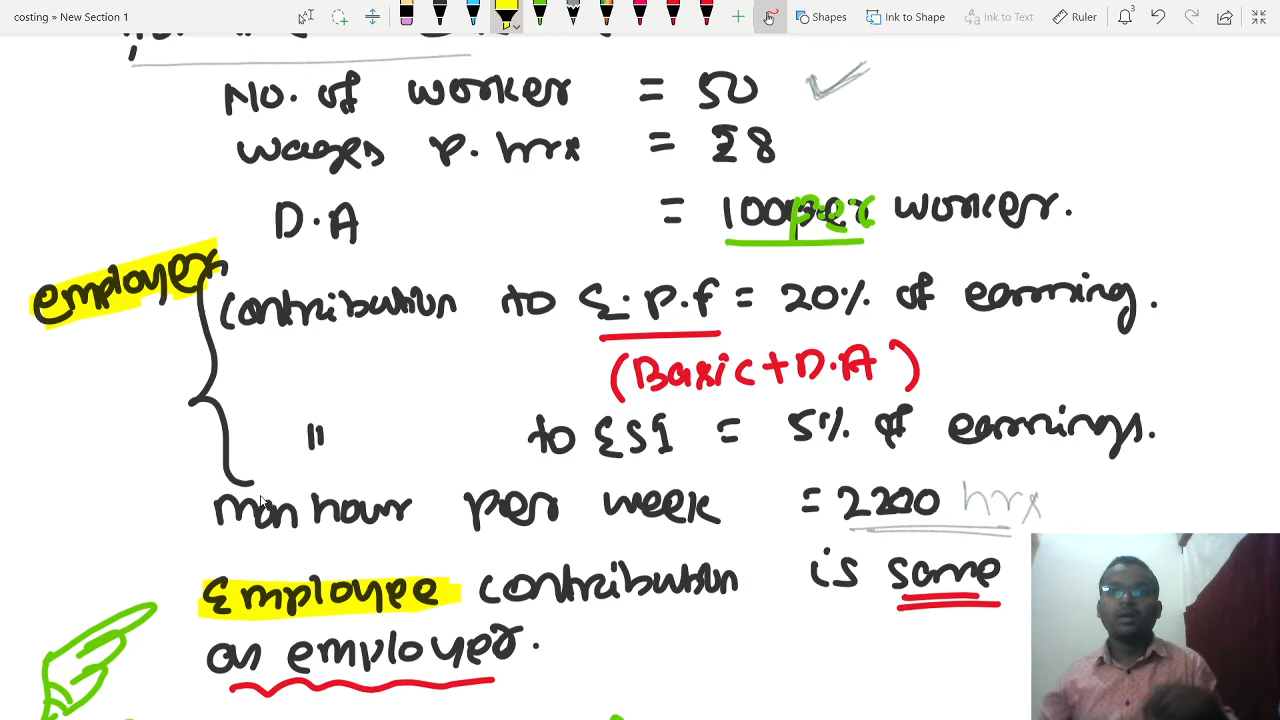 costing » New Section 1
Shapes
Ink to Shape
Ink to Text
Ruler
3
No. of worker = 50
wages p. hrs = ₹8
D.A = 100 per worker.
employer
contribution to E.P.f = 20% of earning.
(Basic + D.A)
" to ESI = 5% of earnings.
man hour per week = 2200 hrs
Employee contribution is same
as employer.